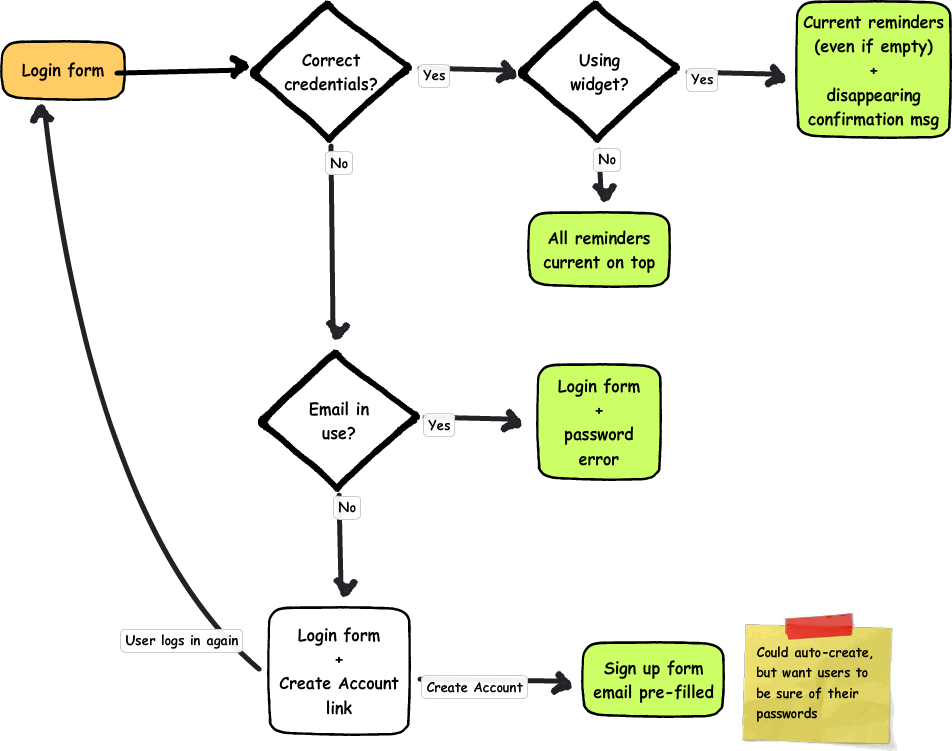 Login form
Correct
credentials?
Yes
Using
widget?
Yes
Current reminders
(even if empty)
+
disappearing
confirmation msg
No
No
All reminders
current on top
Email in
use?
Yes
Login form
+
password
error
No
User logs in again
Login form
+
Create Account
link
Create Account
Sign up form
email pre-filled
Could auto-create,
but want users to
be sure of their
passwords